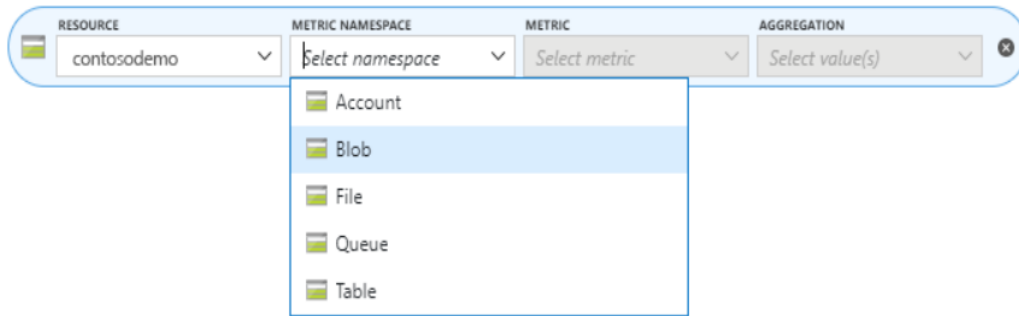 RESOURCE METRIC NAMESPACE METRIC AGGREGATION
contosodemo Select namespace Select metric Select value(s)
Account
Blob
File
Queue
Table